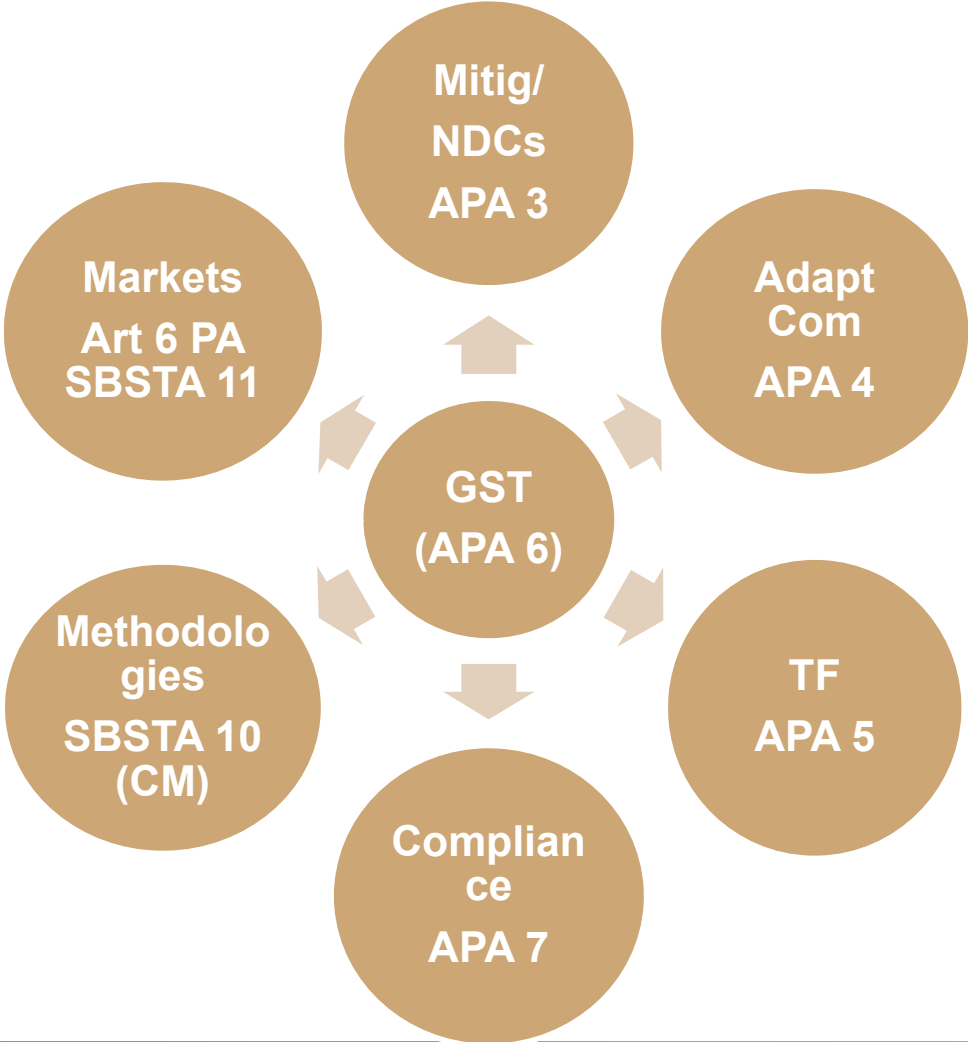 Mitig/
NDCs
APA 3
Markets
Art 6 PA
SBSTA 11
Adapt
Com
APA 4
GST
(APA 6)
Methodolo
gies
SBSTA 10
(CM)
TF
APA 5
Complian
ce
APA 7